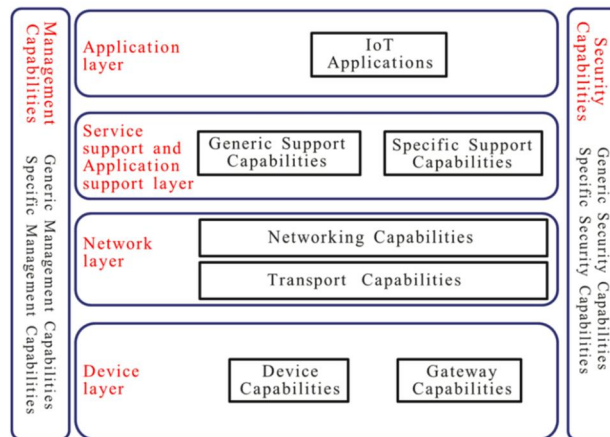 Management
Capabilities
Generic Management Capabilities
Specific Management Capabilities
Application
layer
IoT
Applications
Service
support and
Application
support layer
Generic Support
Capabilities
Specific Support
Capabilities
Network
layer
Networking Capabilities
Transport Capabilities
Device
layer
Device
Capabilities
Gateway
Capabilities
Security
Capabilities
Generic Security Capabilities
Specific Security Capabilities